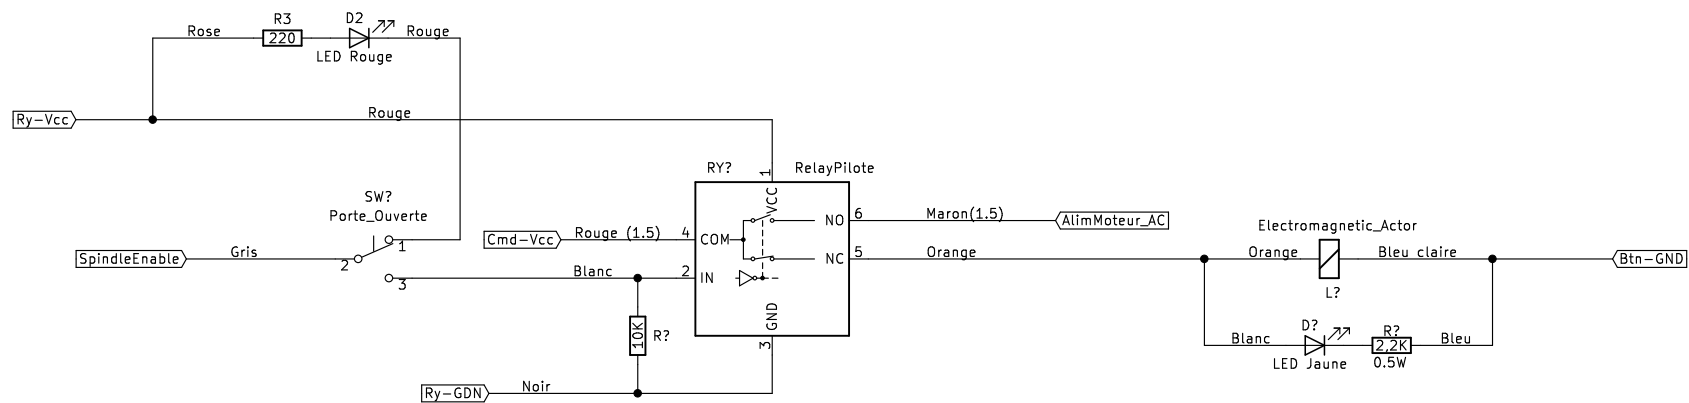 R3
D2
Rose
220
Rouge
LED Rouge
Ry-Vcc
Rouge
RY?
RelayPilote
1
VCC
SW?
Porte_Ouverte
NO
6
Maron(1.5)
AlimMoteur_AC
Cmd-Vcc
Rouge (1.5)
4
COM
1
SpindleEnable
Gris
2
NC
5
Orange
Electromagnetic_Actor
Orange
Bleu claire
Btn-GND
L?
3
Blanc
2
IN
10K
R?
GND
3
D?
R?
Blanc
2,2K
Bleu
LED Jaune
0.5W
Ry-GDN
Noir